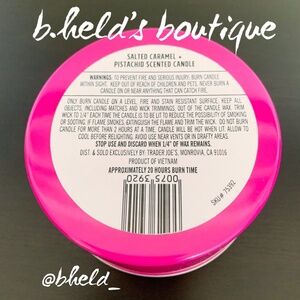 b.held's boutique
SALTED CARAMEL +
PISTACHIO SCENTED CANDLE
WARNINGS: TO PREVENT FIRE AND SERIOUS INJURY, BURN CANDLE
WITHIN SIGHT. KEEP OUT OF REACH OF CHILDREN AND PETS. NEVER BURN A
CANDLE ON OR NEAR ANYTHING THAT CAN CATCH FIRE.
ONLY BURN CANDLE ON A LEVEL, FIRE AND STAIN RESISTANT SURFACE. KEEP ALL
OBJECTS, INCLUDING MATCHES AND WICK TRIMMINGS, OUT OF THE CANDLE WAX. TRIM
WICK TO 1/4" EACH TIME THE CANDLE IS TO BE LIT TO REDUCE THE POSSIBILITY OF SMOKING
OR SOOTING. IF FLAME SMOKES, EXTINGUISH THE FLAME AND TRIM THE WICK. DO NOT BURN
CANDLE FOR MORE THAN 2 HOURS AT A TIME. CANDLE WILL BE HOT WHEN LIT. ALLOW TO
COOL BEFORE RELIGHTING. AVOID USE NEAR VENTS OR IN DRAFTY AREAS.
STOP USE AND DISCARD WHEN 1/4" OF WAX REMAINS.
DIST. & SOLD EXCLUSIVELY BY: TRADER JOE'S, MONROVIA, CA 91016
PRODUCT OF VIETNAM
APPROXIMATELY 20 HOURS BURN TIME
0075 3920
SKU# 75392
@bheld_